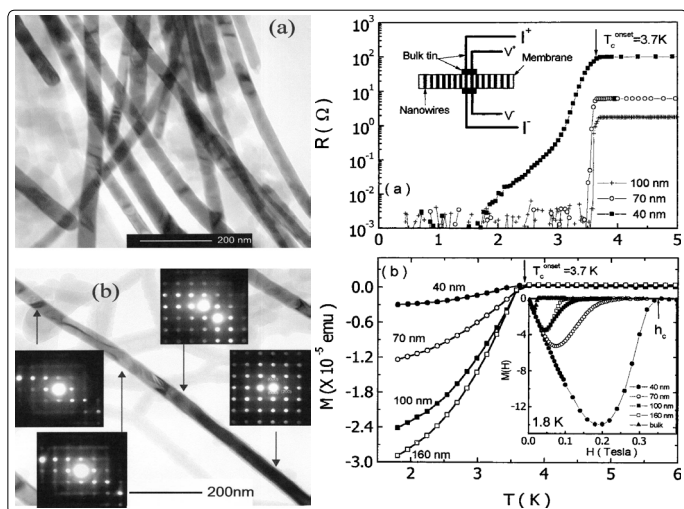 (a)
200 nm
(b)
200nm
R ( Ω )
10³
10²
10¹
10⁰
10⁻¹
10⁻²
10⁻³
T_c^onset =3.7K
Bulk tin
I⁺
V⁺
Membrane
Nanowires
V⁻
I⁻
100 nm
70 nm
40 nm
( a )
0 1 2 3 4 5
M (X 10⁻⁵ emu)
0.0
-0.6
-1.2
-1.8
-2.4
-3.0
(b)
T_c^onset =3.7 K
40 nm
70 nm
100 nm
160 nm
M(H)
0
-4
-8
-14
h_c
40 nm
70 nm
100 nm
160 nm
bulk
1.8 K
0.0 0.1 0.2 0.3
H ( Tesla )
1 2 3 4 5 6
T (K)